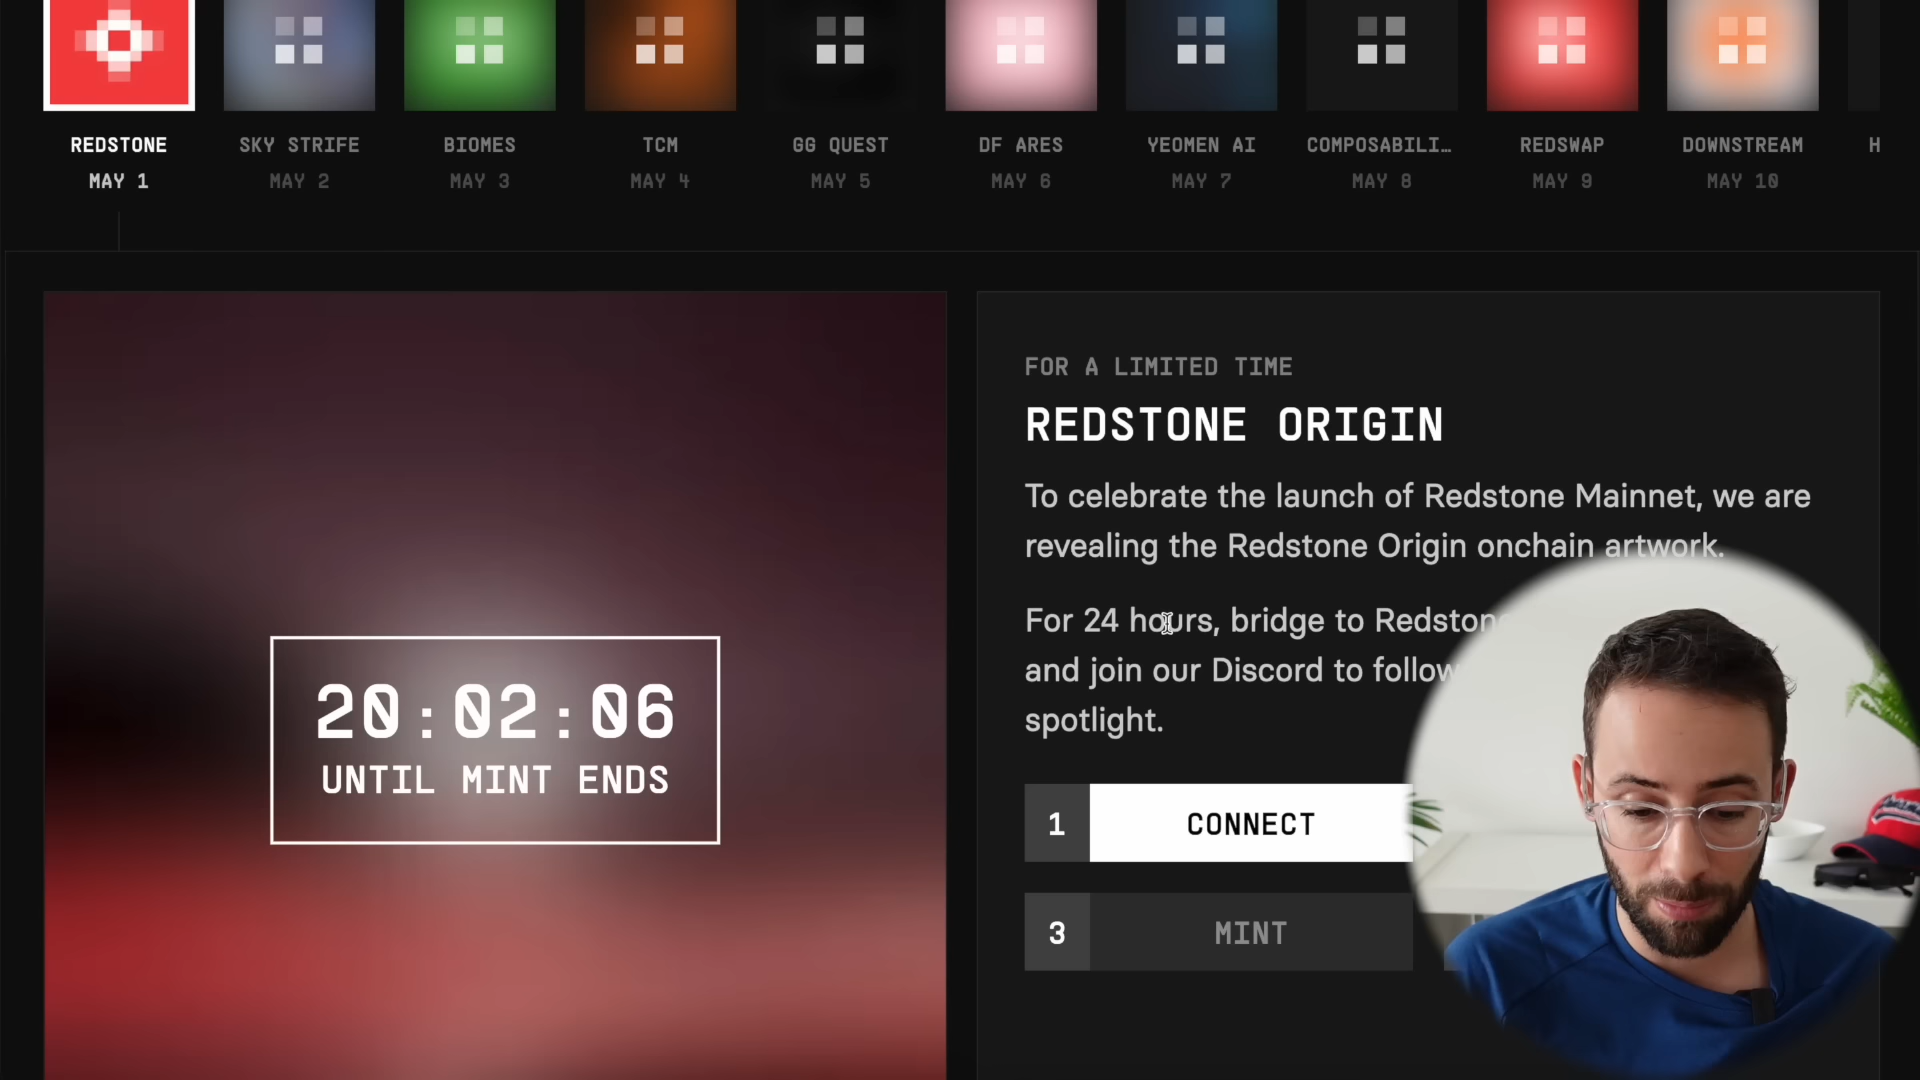 REDSTONE
MAY 1
SKY STRIFE
MAY 2
BIOMES
MAY 3
TCM
MAY 4
GG QUEST
MAY 5
DF ARES
MAY 6
YEOMEN AI
MAY 7
COMPOSABILI…
MAY 8
REDSWAP
MAY 9
DOWNSTREAM
MAY 10
H
20:02:06
UNTIL MINT ENDS
FOR A LIMITED TIME
REDSTONE ORIGIN
To celebrate the launch of Redstone Mainnet, we are
revealing the Redstone Origin onchain artwork.
For 24 hours, bridge to Redstone
and join our Discord to follow
spotlight.
1 CONNECT
3 MINT